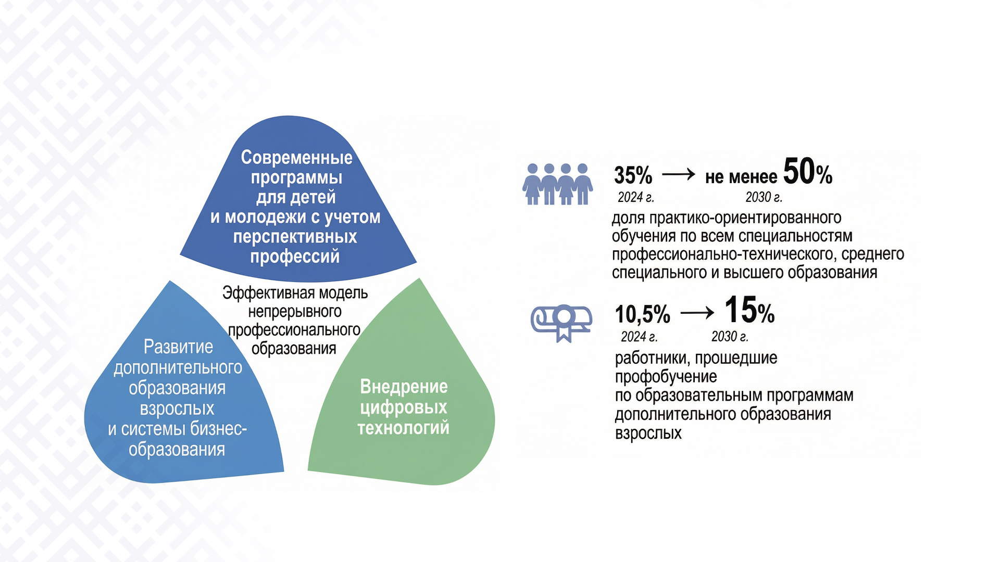 Современные
программы
для детей
и молодежи с учетом
перспективных
профессий
Эффективная модель
непрерывного
профессионального
образования
Развитие
дополнительного
образования
взрослых
и системы бизнес-
образования
Внедрение
цифровых
технологий
35% → не менее 50%
2024 г. 2030 г.
доля практико-ориентированного
обучения по всем специальностям
профессионально-технического, среднего
специального и высшего образования
10,5% → 15%
2024 г. 2030 г.
работники, прошедшие
профобучение
по образовательным программам
дополнительного образования
взрослых